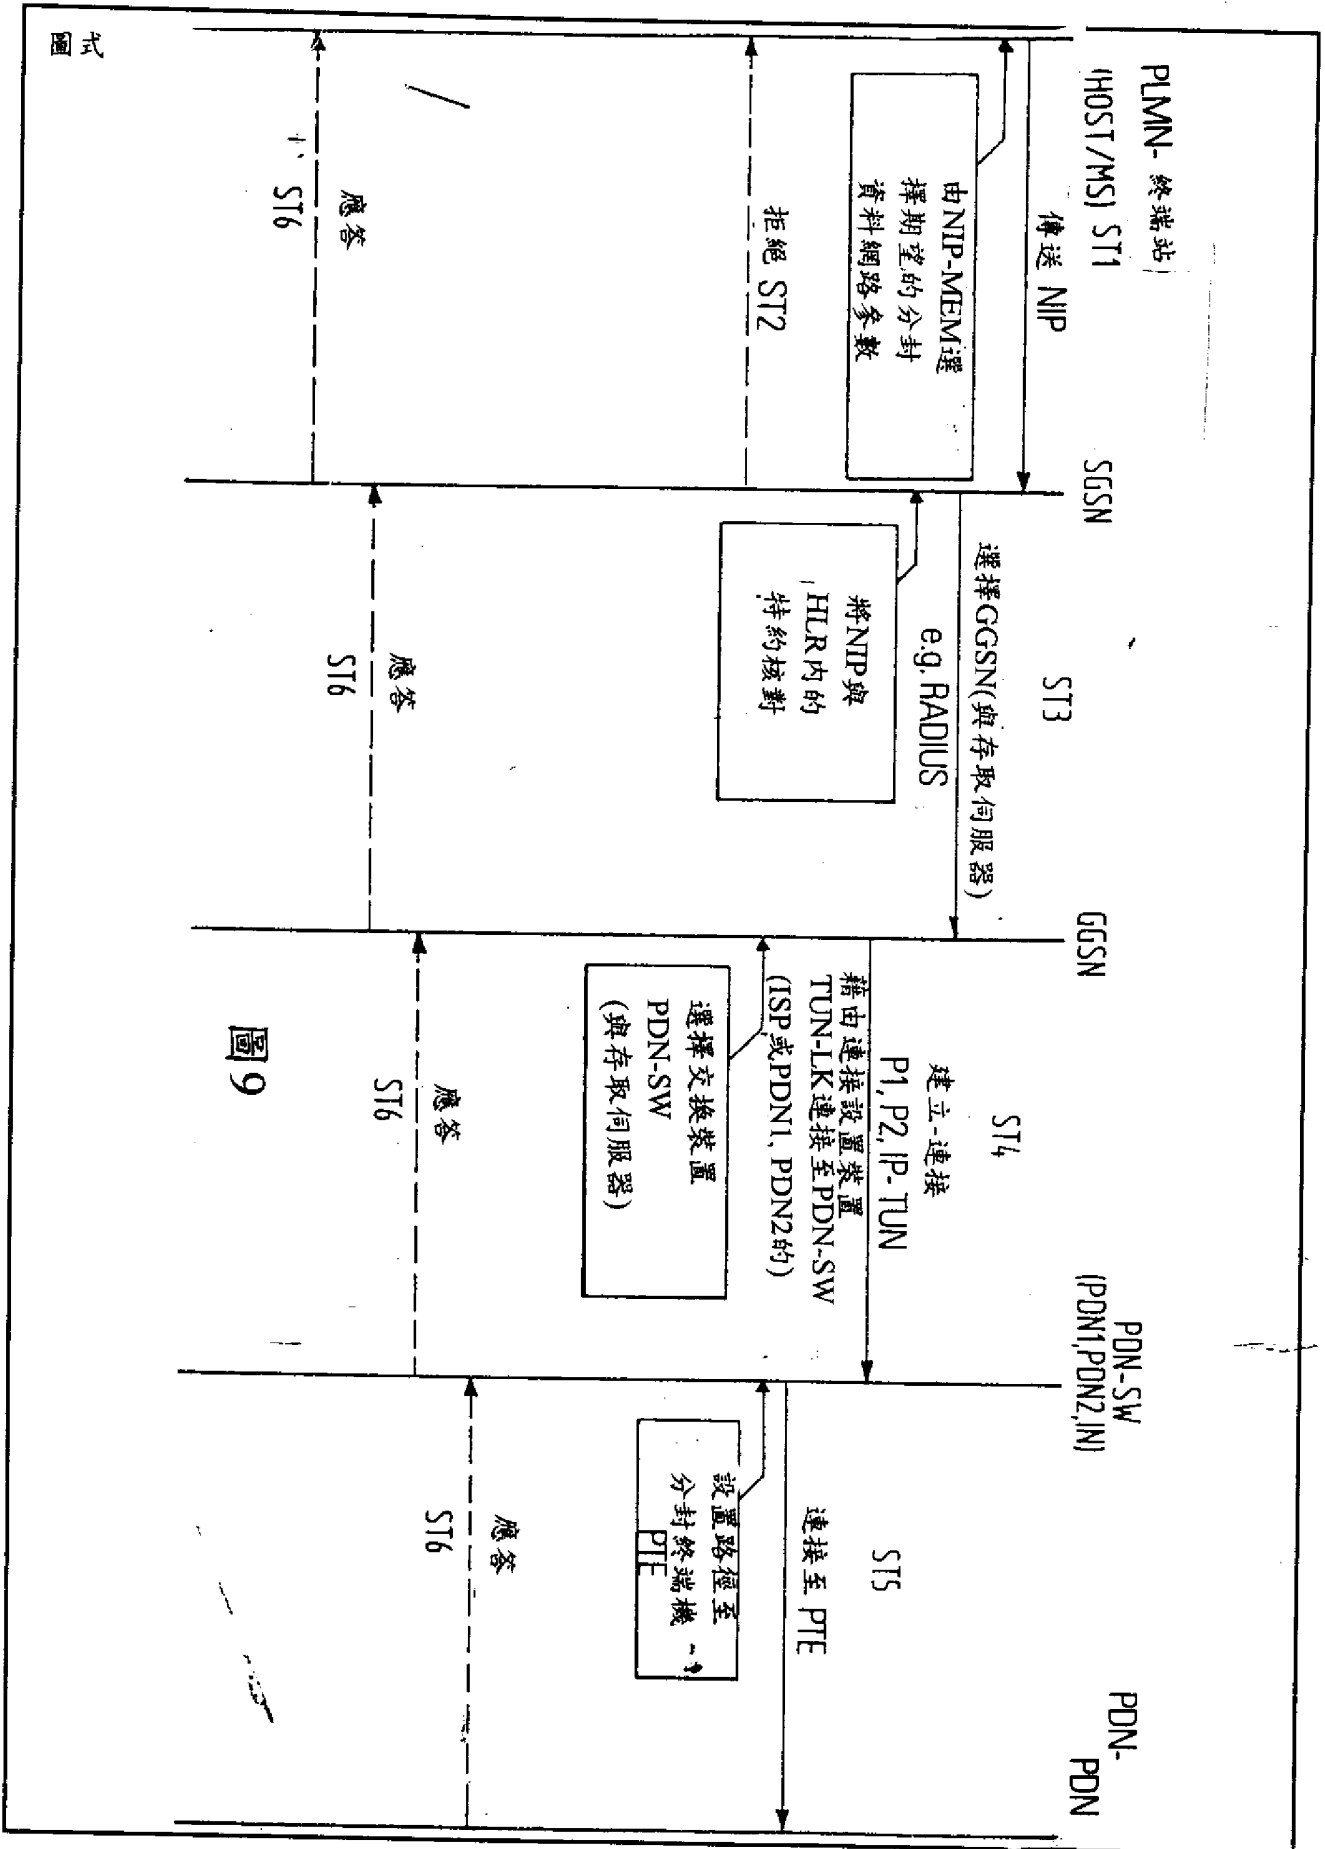 圖式
PLMN-終端站
(HOST/MS) ST1
傳送 NIP
由NIP-MEM選
擇期望的分封
資料網路參數
拒絕 ST2
應答
ST6
SGSN
ST3
選擇GGSN(與存取伺服器)
e.g. RADIUS
將NIP與
HLR內的
特約核對
應答
ST6
GGSN
ST4
建立-連接
P1, P2, IP-TUN
藉由連接設置裝置
TUN-LK連接至PDN-SW
(ISP或PDN1, PDN2的)
選擇交換裝置
PDN-SW
(與存取伺服器)
應答
ST6
PDN-SW
(PDN1,PDN2,IN)
ST5
連接至 PTE
設置路徑至
分封終端機
PTE
應答
ST6
PDN-
PDN
圖9